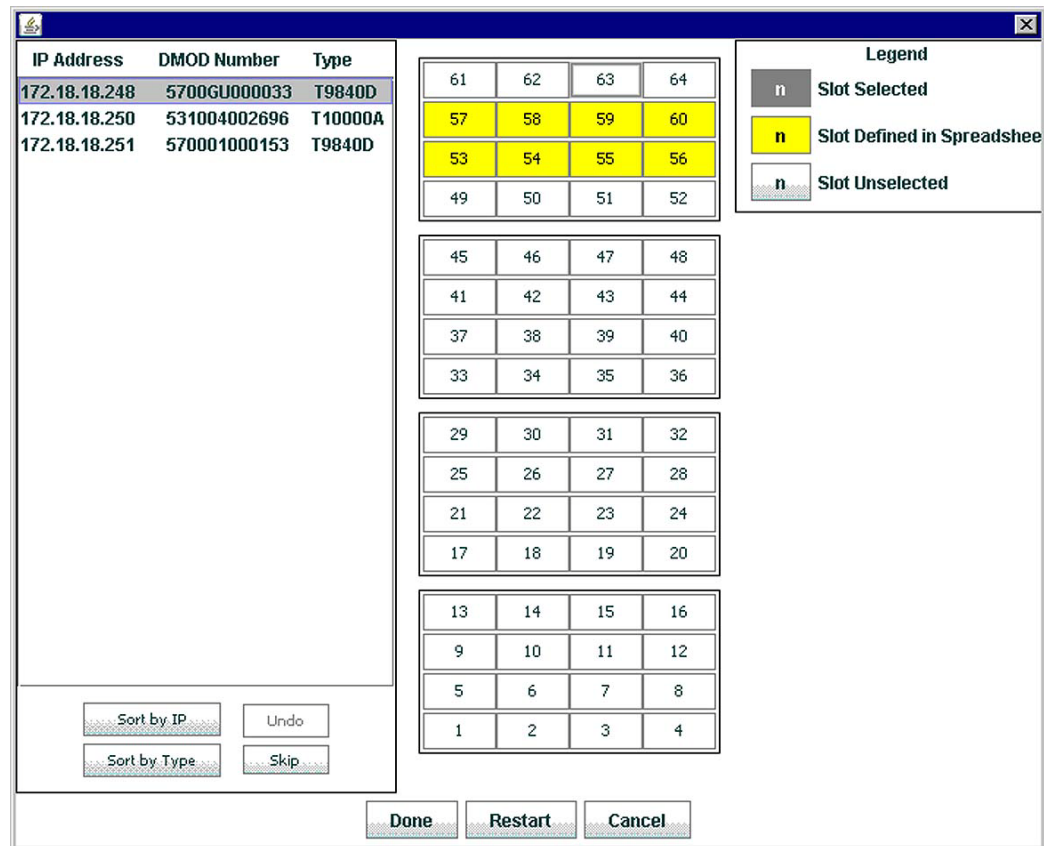 IP Address DMOD Number Type
172.18.18.248 5700GU000033 T9840D
172.18.18.250 531004002696 T10000A
172.18.18.251 570001000153 T9840D
Sort by IP Undo
Sort by Type Skip
61 62 63 64
57 58 59 60
53 54 55 56
49 50 51 52
45 46 47 48
41 42 43 44
37 38 39 40
33 34 35 36
29 30 31 32
25 26 27 28
21 22 23 24
17 18 19 20
13 14 15 16
9 10 11 12
5 6 7 8
1 2 3 4
Legend
n Slot Selected
n Slot Defined in Spreadshee
n Slot Unselected
Done Restart Cancel